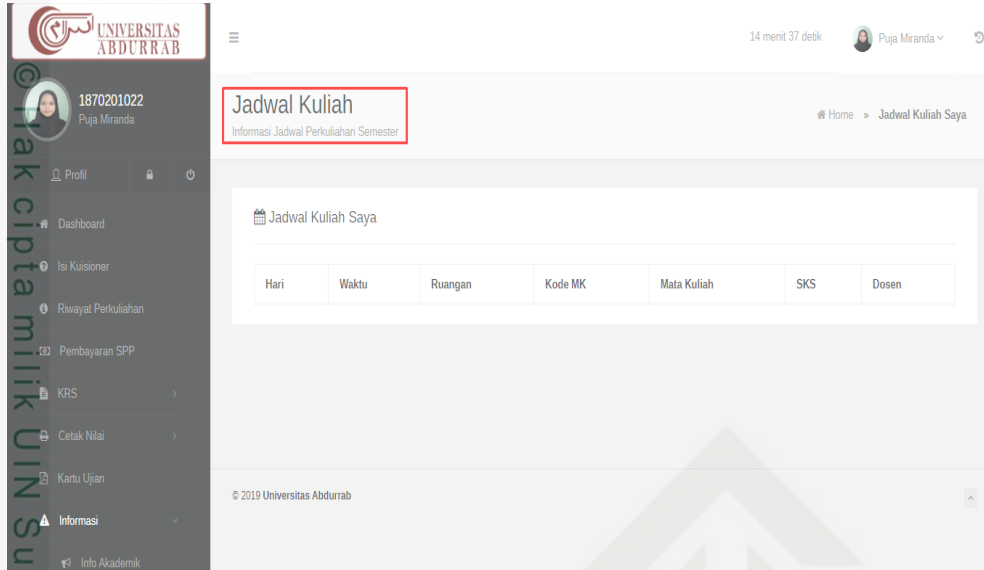 UNIVERSITAS
ABDURRAB
14 menit 37 detik
Puja Miranda
1870201022
Puja Miranda
Profil
Dashboard
Isi Kuisioner
Riwayat Perkuliahan
Pembayaran SPP
KRS
Cetak Nilai
Kartu Ujian
Informasi
Info Akademik
Jadwal Kuliah
Informasi Jadwal Perkuliahan Semester
Home » Jadwal Kuliah Saya
Jadwal Kuliah Saya
Hari Waktu Ruangan Kode MK Mata Kuliah SKS Dosen
© 2019 Universitas Abdurrab
© Hak cipta milik UIN Su